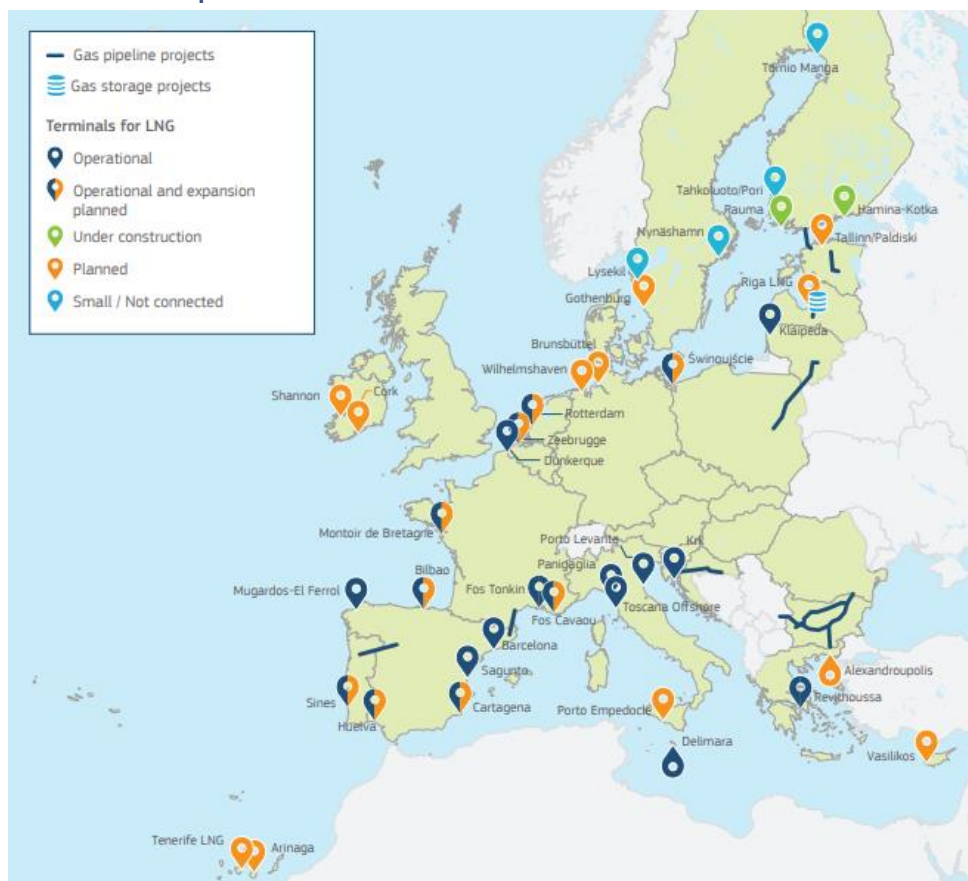 Gas pipeline projects
Gas storage projects
Terminals for LNG
Operational
Operational and expansion
planned
Under construction
Planned
Small / Not connected
Tornio Manga
Tahkoluoto/Pori
Rauma
Hamina-Kotka
Nynäshamn
Tallinn/Paldiski
Lysekil
Riga LNG
Gothenburg
Klaipeda
Brunsbüttel
Świnoujście
Wilhelmshaven
Shannon
Cork
Rotterdam
Zeebrugge
Dunkerque
Montoir de Bretagne
Porto Levante
Krk
Bilbao
Panigaglia
Mugardos-El Ferrol
Fos Tonkin
Toscana Offshore
Fos Cavaou
Barcelona
Sagunto
Alexandroupolis
Revithoussa
Sines
Cartagena
Porto Empedocle
Huelva
Delimara
Vasilikos
Tenerife LNG
Arinaga